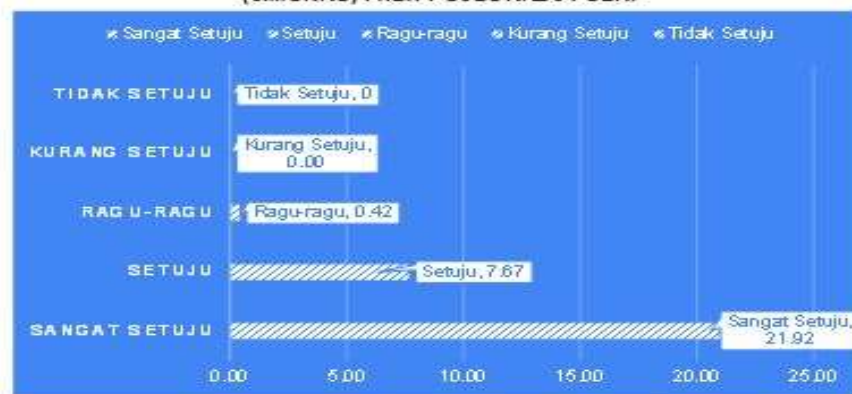 Sangat Setuju Setuju Ragu-ragu Kurang Setuju Tidak Setuju
TIDAK SETUJU
Tidak Setuju, 0
KURANG SETUJU
Kurang Setuju,
0.00
RAGU-RAGU
Ragu-ragu, 0.42
SETUJU
Setuju, 7.67
SANGAT SETUJU
Sangat Setuju,
21.92
0.00 5.00 10.00 15.00 20.00 25.00